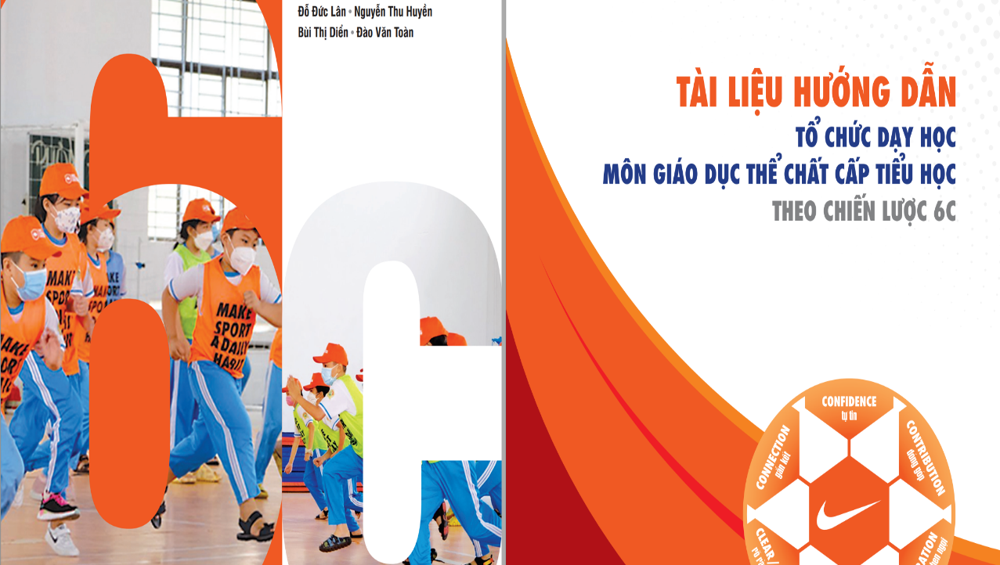 Đỗ Đức Lân • Nguyễn Thu Huyền
Bùi Thị Diển • Đào Văn Toàn
MAKE
SPORT
A DAILY
HABIT
TÀI LIỆU HƯỚNG DẪN
TỔ CHỨC DẠY HỌC
MÔN GIÁO DỤC THỂ CHẤT CẤP TIỂU HỌC
THEO CHIẾN LƯỢC 6C
CONFIDENCE
tự tin
CONNECTION
gắn kết
CONTRIBUTION
đóng góp
CLEAR /